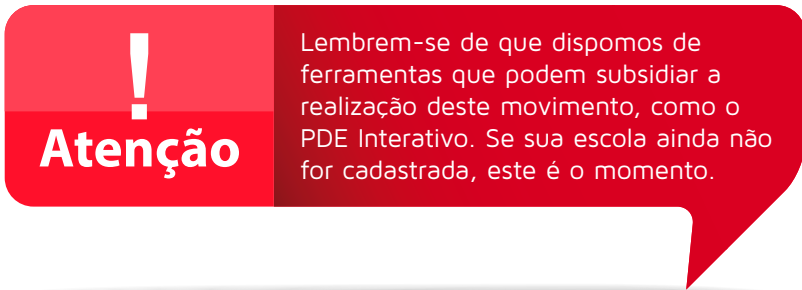 !
Atenção
Lembrem-se de que dispomos de
ferramentas que podem subsidiar a
realização deste movimento, como o
PDE Interativo. Se sua escola ainda não
for cadastrada, este é o momento.